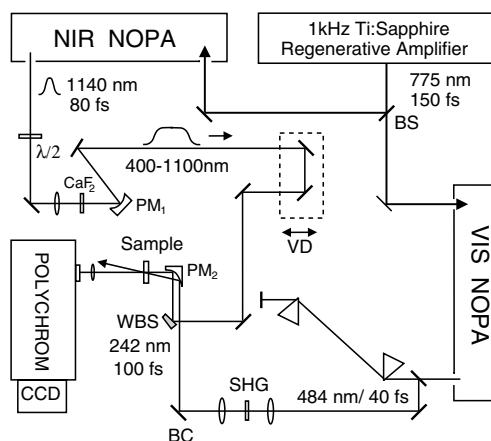 NIR NOPA
1kHz Ti:Sapphire
Regenerative Amplifier
1140 nm
80 fs
775 nm
150 fs
BS
λ/2
400-1100nm
CaF2
PM1
VD
VIS NOPA
Sample
PM2
POLYCHROM
WBS
242 nm
100 fs
SHG
484 nm/ 40 fs
CCD
BC